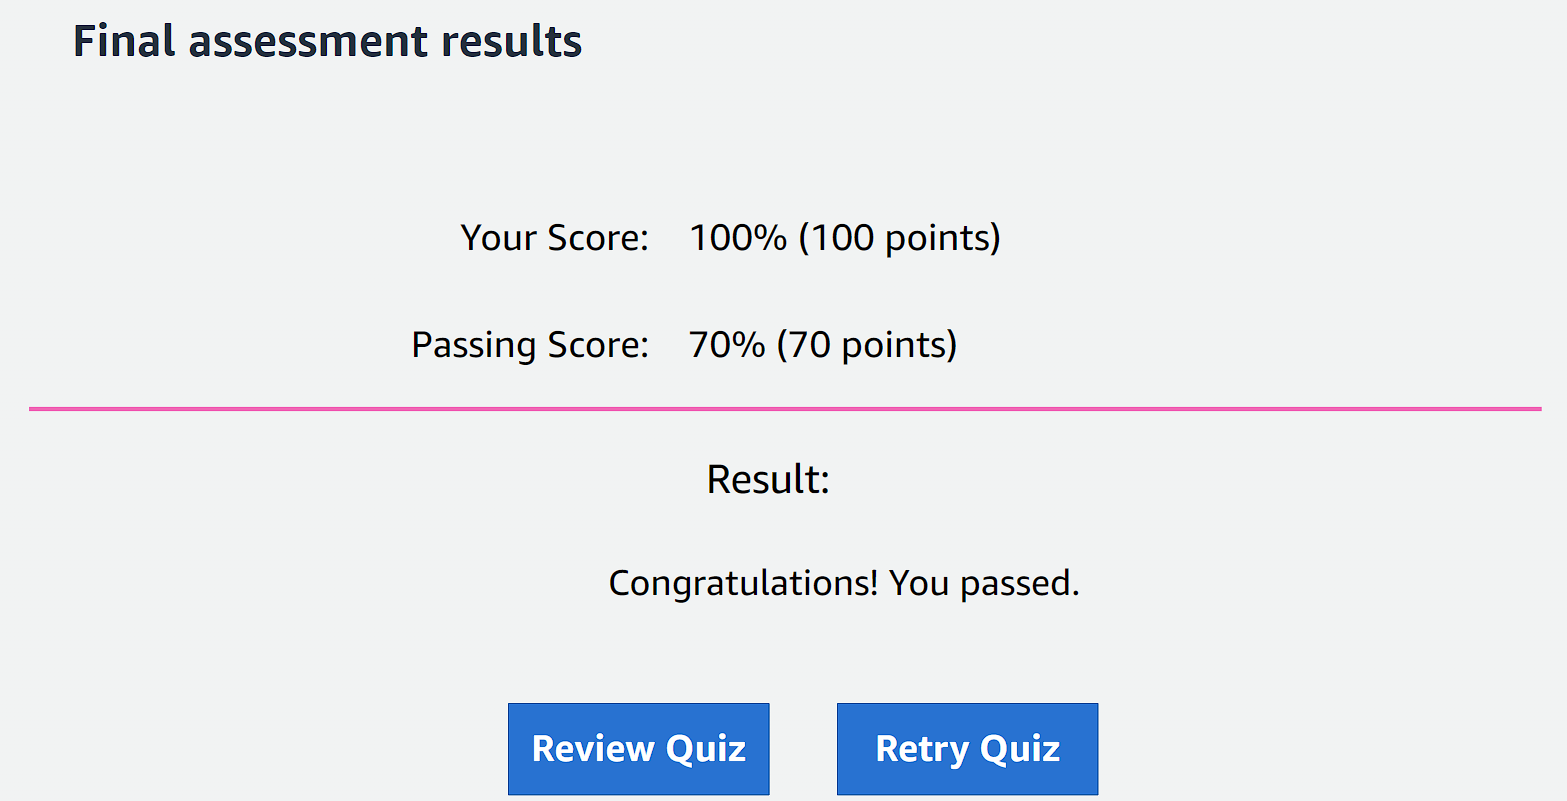 Final assessment results
Your Score: 100% (100 points)
Passing Score: 70% (70 points)
Result:
Congratulations! You passed.
Review Quiz Retry Quiz